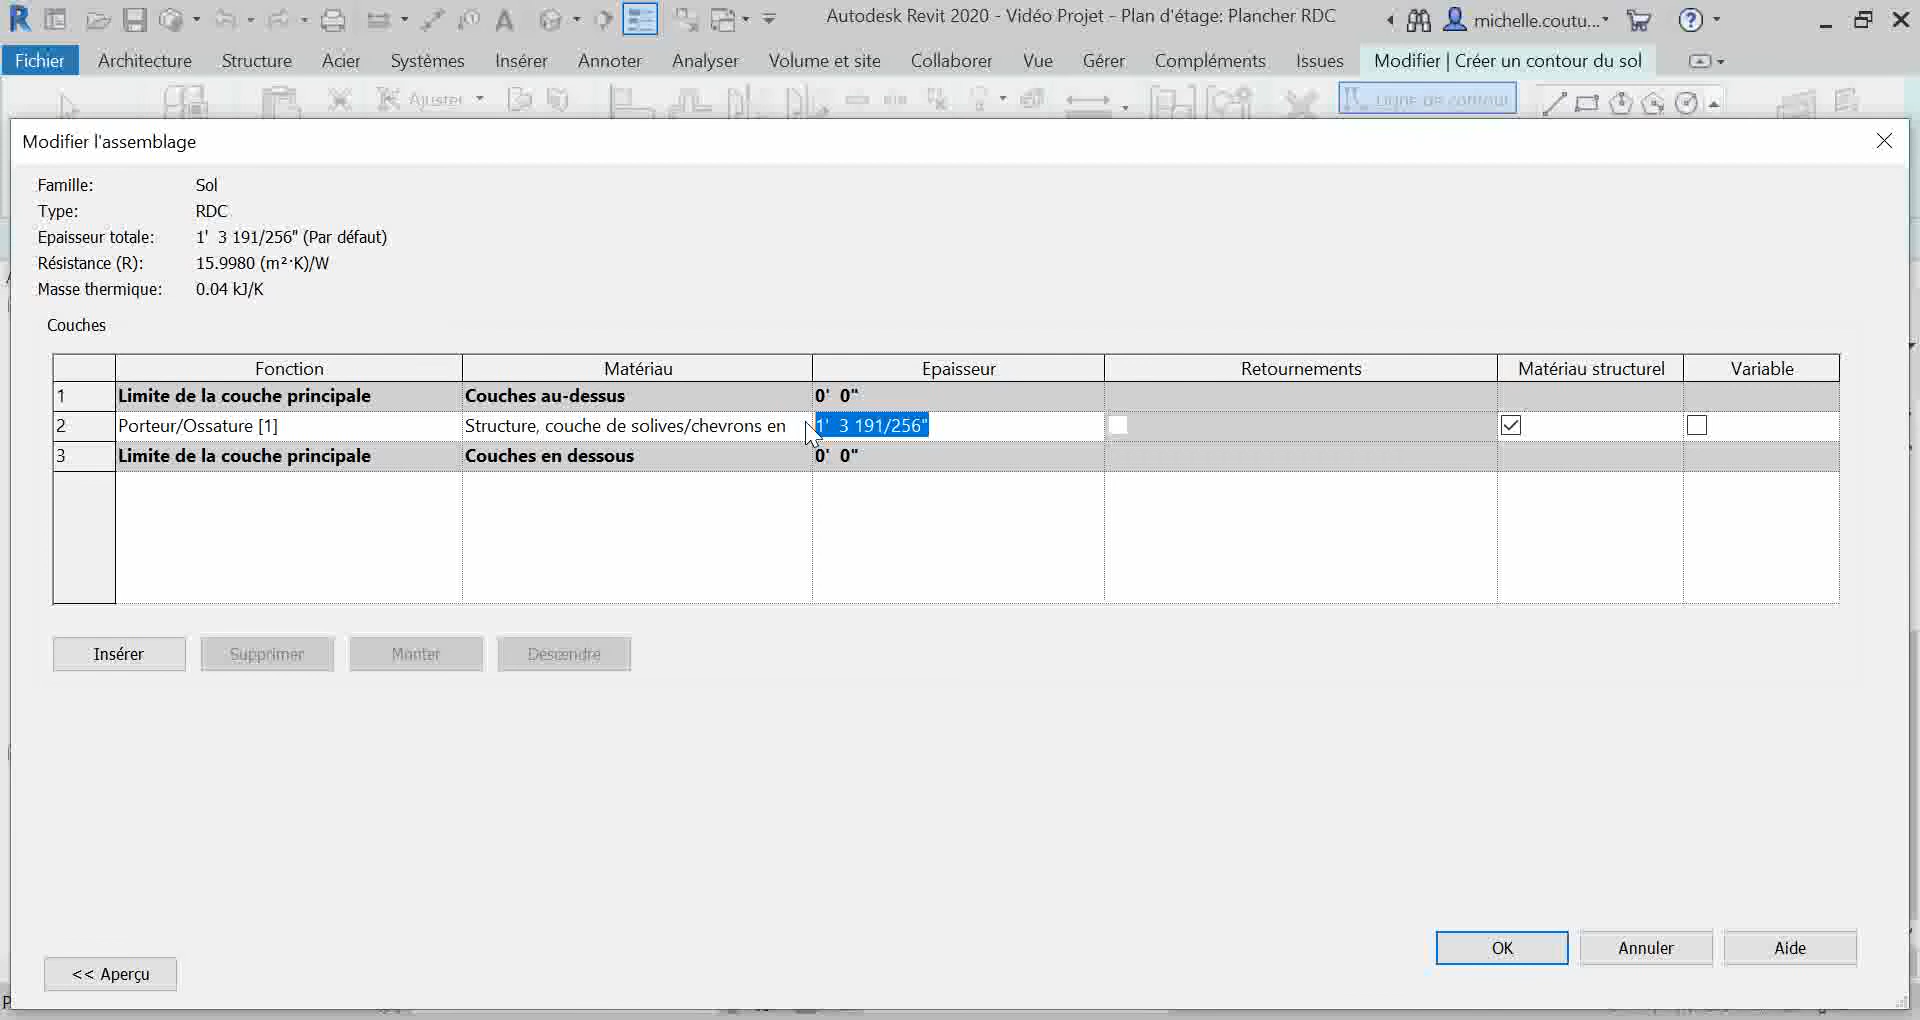 Autodesk Revit 2020 - Vidéo Projet - Plan d'étage: Plancher RDC
michelle.coutu...
Fichier Architecture Structure Acier Systèmes Insérer Annoter Analyser Volume et site Collaborer Vue Gérer Compléments Issues Modifier | Créer un contour du sol
Ajuster Ligne de contour
Modifier l'assemblage
Famille: Sol
Type: RDC
Epaisseur totale: 1' 3 191/256" (Par défaut)
Résistance (R): 15.9980 (m²·K)/W
Masse thermique: 0.04 kJ/K
Couches
Fonction Matériau Epaisseur Retournements Matériau structurel Variable
1 Limite de la couche principale Couches au-dessus 0' 0"
2 Porteur/Ossature [1] Structure, couche de solives/chevrons en 1' 3 191/256"
3 Limite de la couche principale Couches en dessous 0' 0"
Insérer Supprimer Monter Descendre
OK Annuler Aide
<< Aperçu